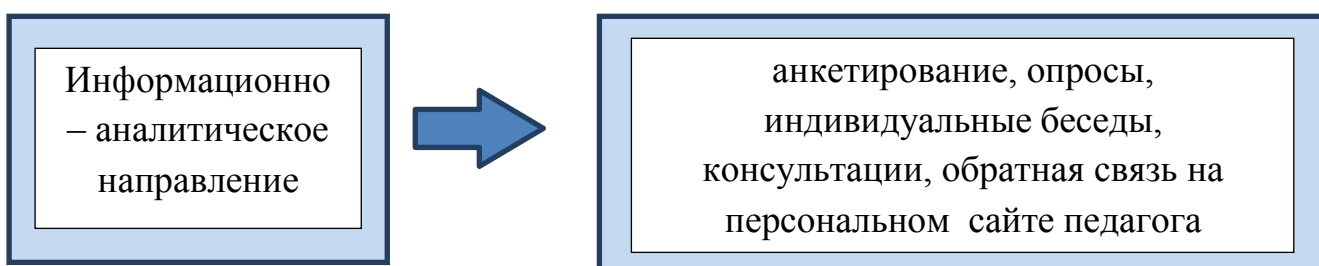 Информационно
– аналитическое
направление
анкетирование, опросы,
индивидуальные беседы,
консультации, обратная связь на
персональном  сайте педагога